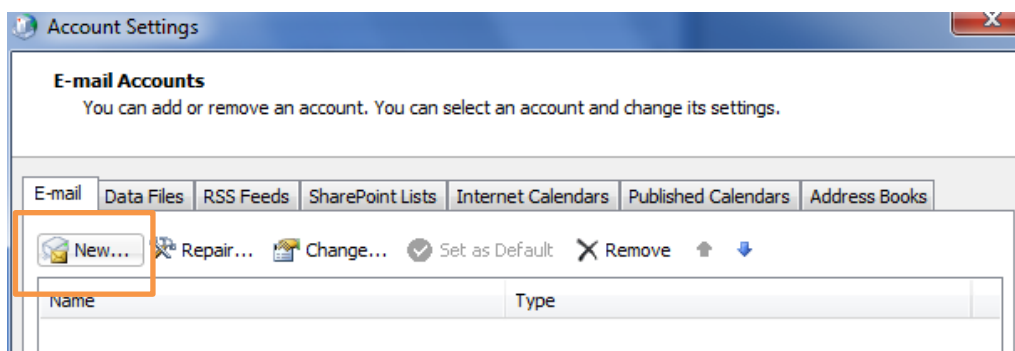 Account Settings
X
E-mail Accounts
You can add or remove an account. You can select an account and change its settings.
E-mail Data Files RSS Feeds SharePoint Lists Internet Calendars Published Calendars Address Books
New... Repair... Change... Set as Default Remove
Name Type